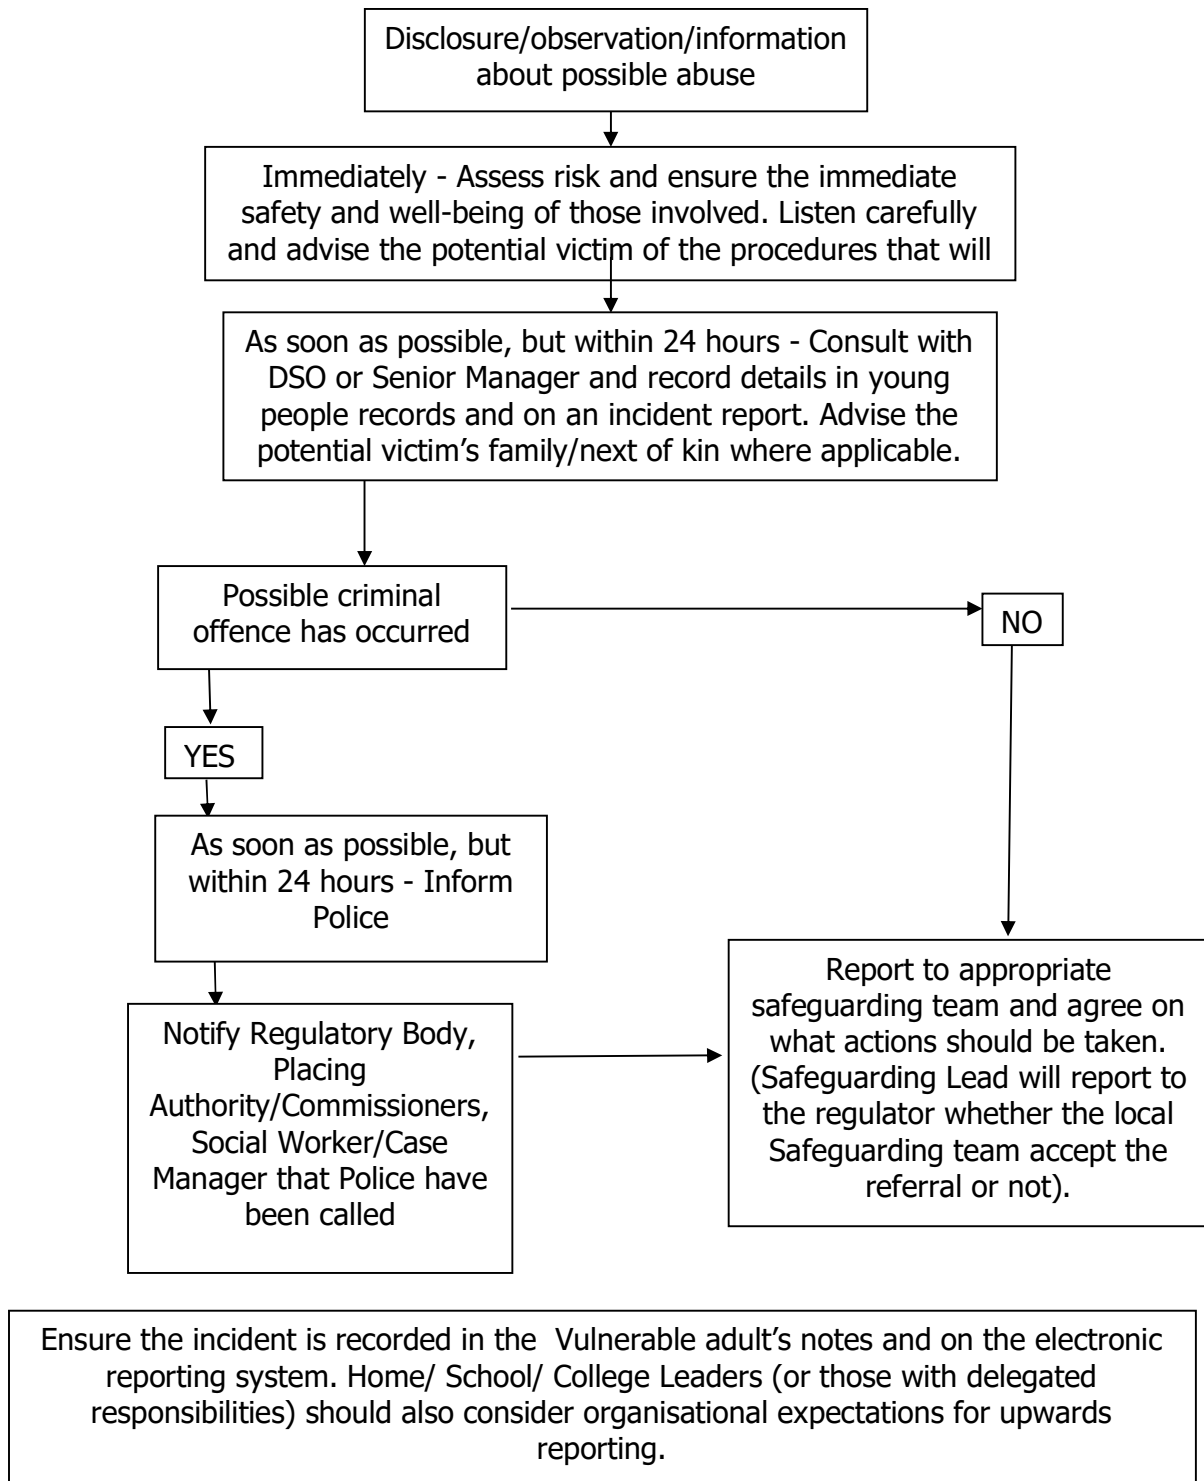 Disclosure/observation/information
about possible abuse
Immediately - Assess risk and ensure the immediate
safety and well-being of those involved. Listen carefully
and advise the potential victim of the procedures that will
As soon as possible, but within 24 hours - Consult with
DSO or Senior Manager and record details in young
people records and on an incident report. Advise the
potential victim’s family/next of kin where applicable.
Possible criminal
offence has occurred
NO
YES
As soon as possible, but
within 24 hours - Inform
Police
Notify Regulatory Body,
Placing
Authority/Commissioners,
Social Worker/Case
Manager that Police have
been called
Report to appropriate
safeguarding team and agree on
what actions should be taken.
(Safeguarding Lead will report to
the regulator whether the local
Safeguarding team accept the
referral or not).
Ensure the incident is recorded in the Vulnerable adult’s notes and on the electronic
reporting system. Home/ School/ College Leaders (or those with delegated
responsibilities) should also consider organisational expectations for upwards
reporting.